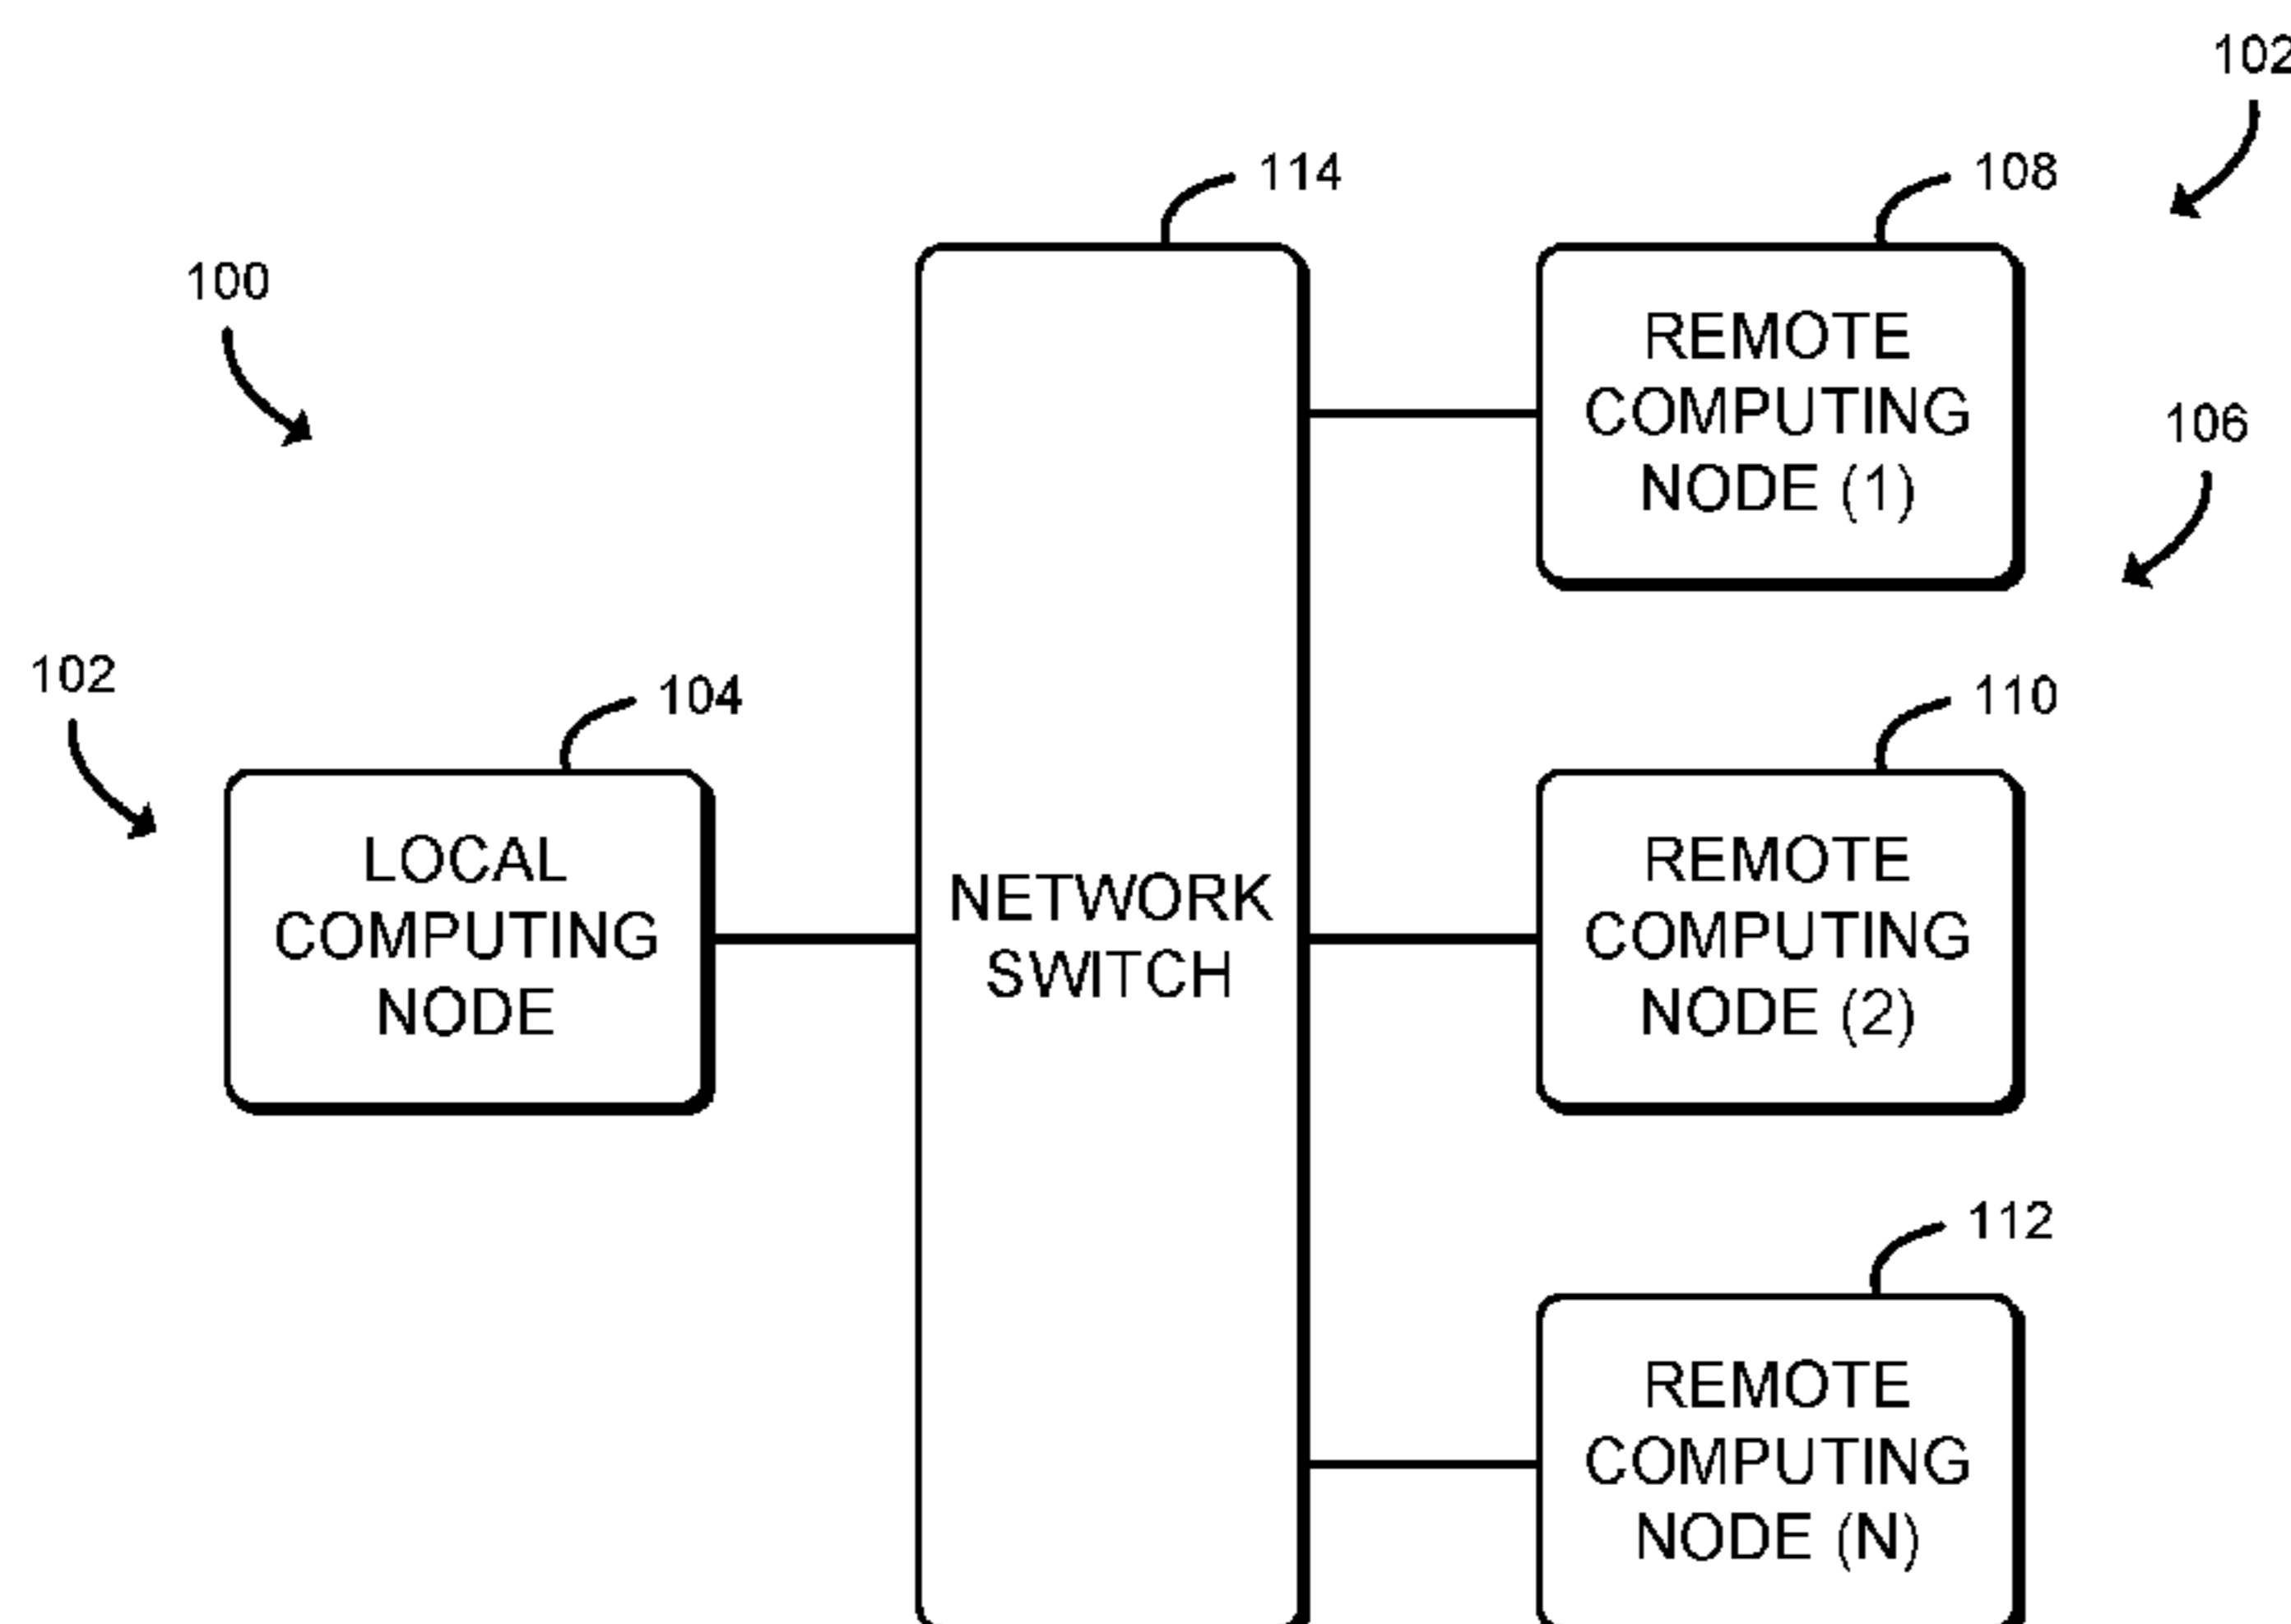 102
114
108
100
REMOTE
COMPUTING
NODE (1)
106
102
104
110
LOCAL
COMPUTING
NODE
NETWORK
SWITCH
REMOTE
COMPUTING
NODE (2)
112
REMOTE
COMPUTING
NODE (N)